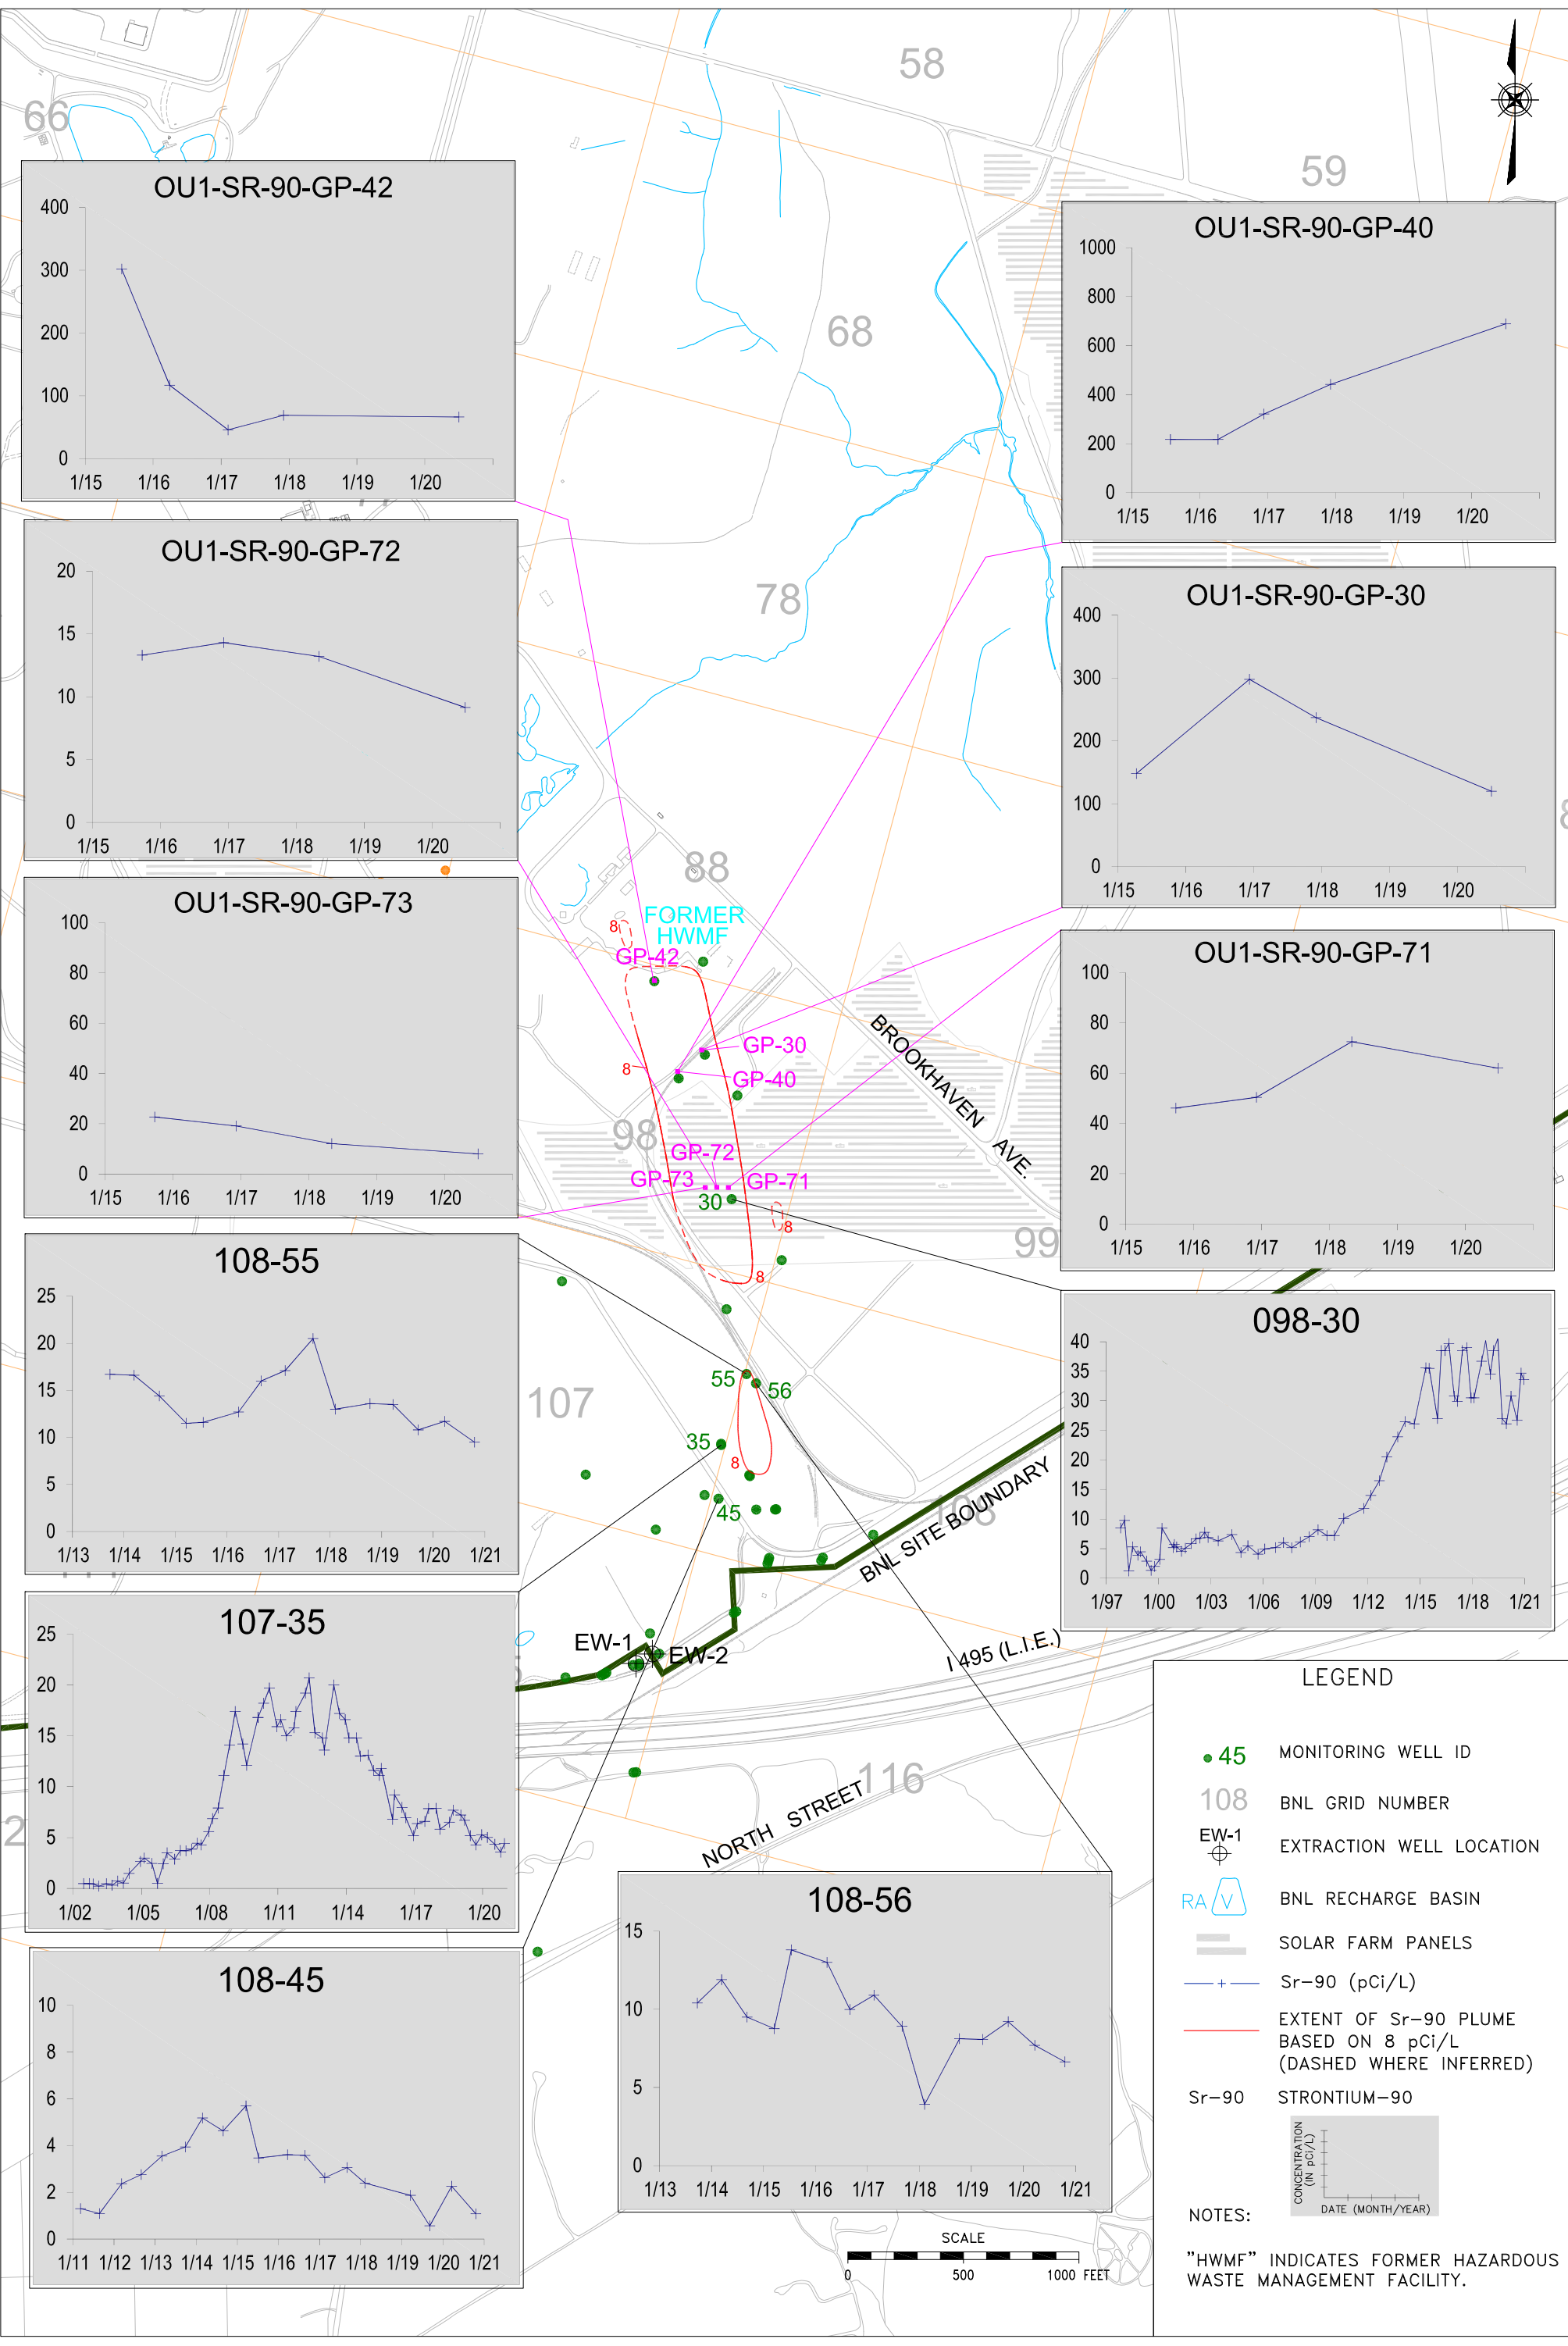 58
66
59
OU1-SR-90-GP-42
400
300
200
100
0
1/15 1/16 1/17 1/18 1/19 1/20
OU1-SR-90-GP-40
1000
800
600
400
200
0
1/15 1/16 1/17 1/18 1/19 1/20
68
OU1-SR-90-GP-72
20
15
10
5
0
1/15 1/16 1/17 1/18 1/19 1/20
78
OU1-SR-90-GP-30
400
300
200
100
0
1/15 1/16 1/17 1/18 1/19 1/20
88
OU1-SR-90-GP-73
100
80
60
40
20
0
1/15 1/16 1/17 1/18 1/19 1/20
FORMER
HWMF
8
GP-42
GP-30
8
GP-40
BROOKHAVEN AVE.
98
GP-72
GP-73
GP-71
30
8
99
8
OU1-SR-90-GP-71
100
80
60
40
20
0
1/15 1/16 1/17 1/18 1/19 1/20
108-55
25
20
15
10
5
0
1/13 1/14 1/15 1/16 1/17 1/18 1/19 1/20 1/21
098-30
40
35
30
25
20
15
10
5
0
1/97 1/00 1/03 1/06 1/09 1/12 1/15 1/18 1/21
55
56
107
35
8
45
108
BNL SITE BOUNDARY
107-35
25
20
15
10
5
0
1/02 1/05 1/08 1/11 1/14 1/17 1/20
EW-1
EW-2
I 495 (L.I.E.)
116
NORTH STREET
108-45
10
8
6
4
2
0
1/11 1/12 1/13 1/14 1/15 1/16 1/17 1/18 1/19 1/20 1/21
108-56
15
10
5
0
1/13 1/14 1/15 1/16 1/17 1/18 1/19 1/20 1/21
SCALE
0 500 1000 FEET
LEGEND
45 MONITORING WELL ID
108 BNL GRID NUMBER
EW-1 EXTRACTION WELL LOCATION
RA V BNL RECHARGE BASIN
SOLAR FARM PANELS
Sr-90 (pCi/L)
EXTENT OF Sr-90 PLUME
BASED ON 8 pCi/L
(DASHED WHERE INFERRED)
Sr-90 STRONTIUM-90
CONCENTRATION
(IN pCi/L)
DATE (MONTH/YEAR)
NOTES:
"HWMF" INDICATES FORMER HAZARDOUS
WASTE MANAGEMENT FACILITY.